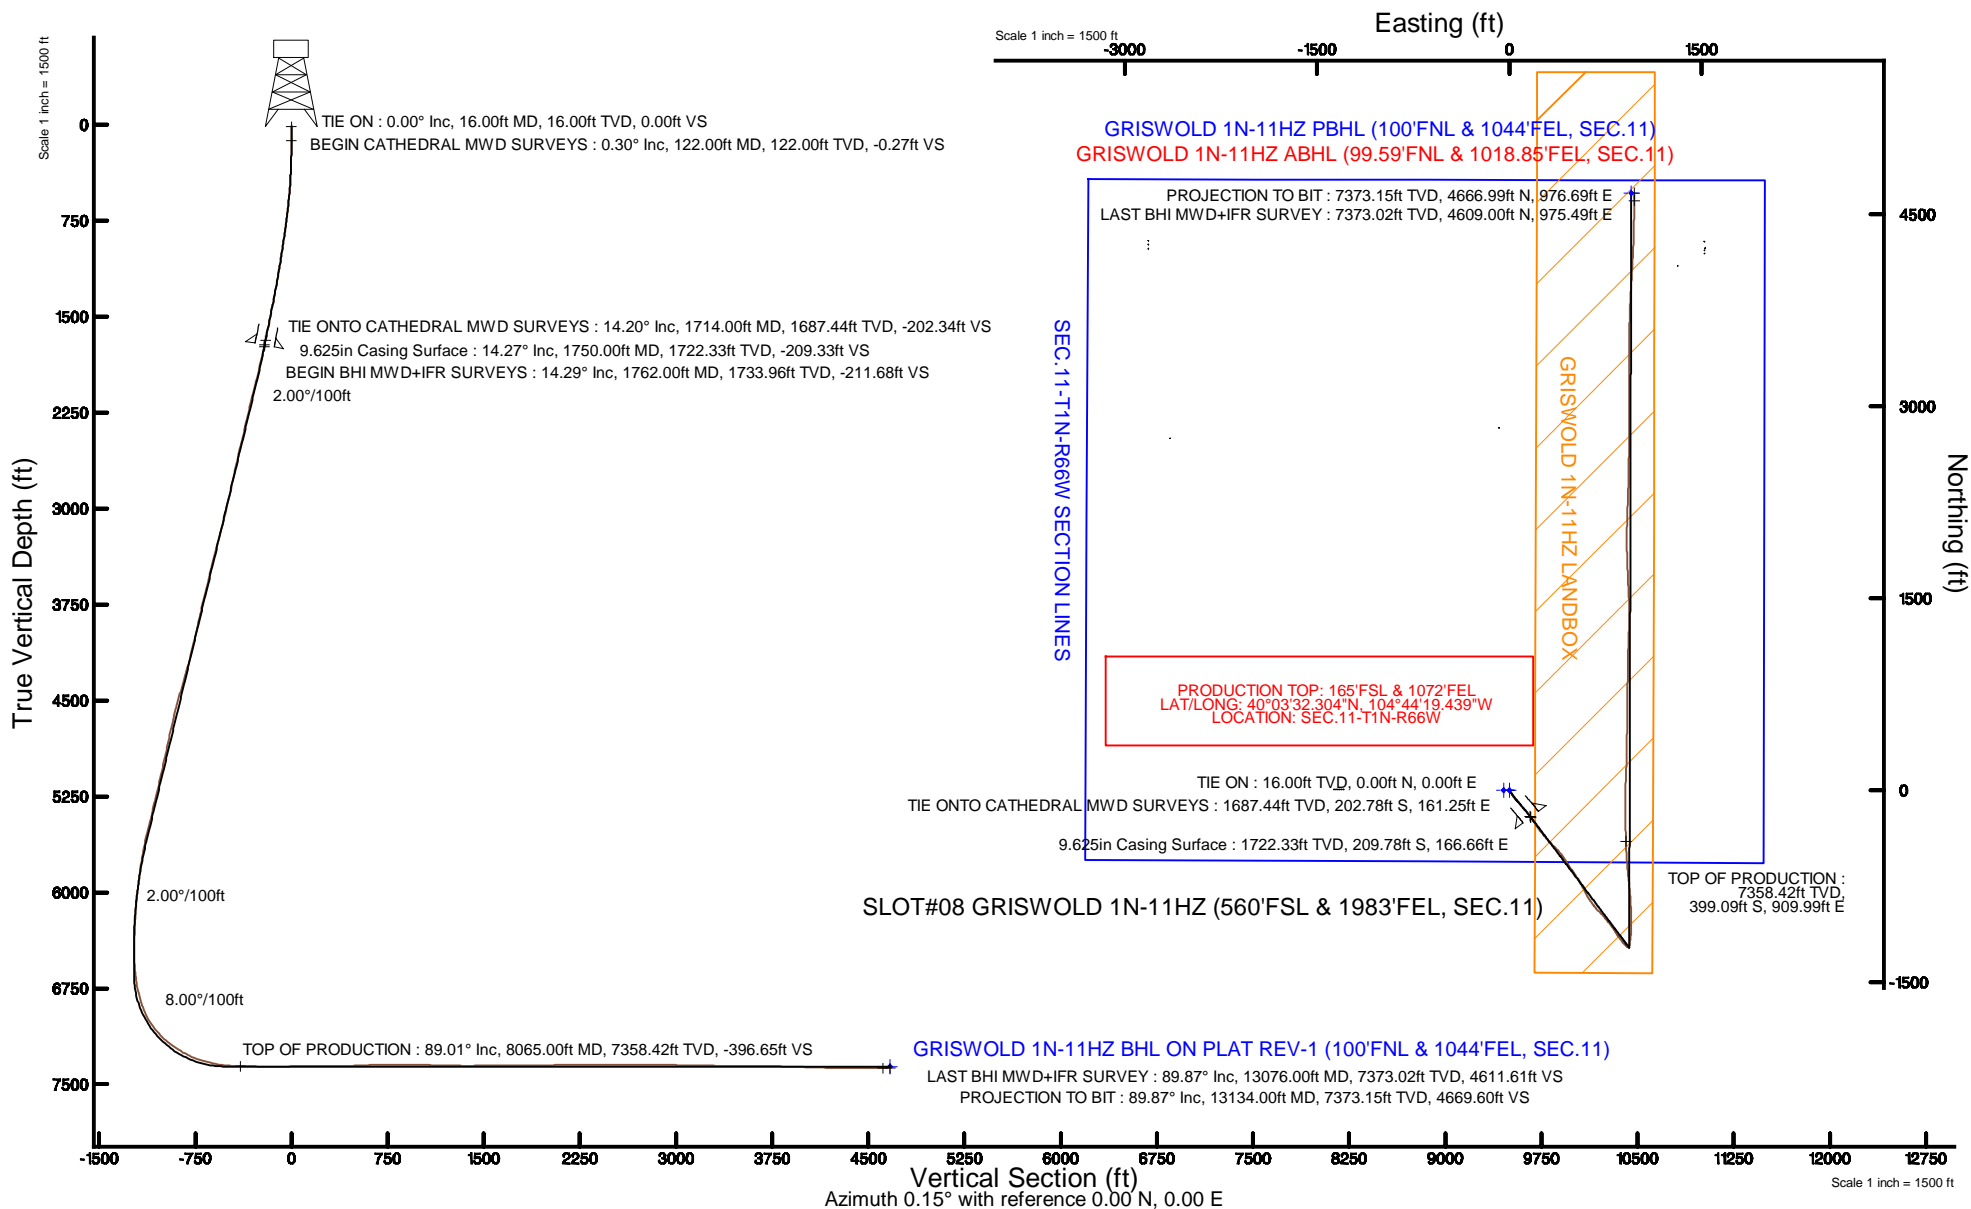 Scale 1 inch = 1500 ft
TIE ON : 0.00° Inc, 16.00ft MD, 16.00ft TVD, 0.00ft VS
BEGIN CATHEDRAL MWD SURVEYS : 0.30° Inc, 122.00ft MD, 122.00ft TVD, -0.27ft VS
TIE ONTO CATHEDRAL MWD SURVEYS : 14.20° Inc, 1714.00ft MD, 1687.44ft TVD, -202.34ft VS
9.625in Casing Surface : 14.27° Inc, 1750.00ft MD, 1722.33ft TVD, -209.33ft VS
BEGIN BHI MWD+IFR SURVEYS : 14.29° Inc, 1762.00ft MD, 1733.96ft TVD, -211.68ft VS
2.00°/100ft
2.00°/100ft
8.00°/100ft
TOP OF PRODUCTION : 89.01° Inc, 8065.00ft MD, 7358.42ft TVD, -396.65ft VS
GRISWOLD 1N-11HZ BHL ON PLAT REV-1 (100'FNL & 1044'FEL, SEC.11)
LAST BHI MWD+IFR SURVEY : 89.87° Inc, 13076.00ft MD, 7373.02ft TVD, 4611.61ft VS
PROJECTION TO BIT : 89.87° Inc, 13134.00ft MD, 7373.15ft TVD, 4669.60ft VS
True Vertical Depth (ft)
0
750
1500
2250
3000
3750
4500
5250
6000
6750
7500
-1500 -750 0 750 1500 2250 3000 3750 4500 5250 6000 6750 7500 8250 9000 9750 10500 11250 12000 12750
Vertical Section (ft)
Azimuth 0.15° with reference 0.00 N, 0.00 E
Scale 1 inch = 1500 ft
Easting (ft)
Scale 1 inch = 1500 ft
-3000 -1500 0 1500
GRISWOLD 1N-11HZ PBHL (100'FNL & 1044'FEL, SEC.11)
GRISWOLD 1N-11HZ ABHL (99.59'FNL & 1018.85'FEL, SEC.11)
PROJECTION TO BIT : 7373.15ft TVD, 4666.99ft N, 976.69ft E
LAST BHI MWD+IFR SURVEY : 7373.02ft TVD, 4609.00ft N, 975.49ft E
SEC.11-T1N-R66W SECTION LINES
GRISWOLD 1N-11HZ LANDBOX
PRODUCTION TOP: 165'FSL & 1072'FEL
LAT/LONG: 40°03'32.304"N, 104°44'19.439"W
LOCATION: SEC.11-T1N-R66W
TIE ON : 16.00ft TVD, 0.00ft N, 0.00ft E
TIE ONTO CATHEDRAL MWD SURVEYS : 1687.44ft TVD, 202.78ft S, 161.25ft E
9.625in Casing Surface : 1722.33ft TVD, 209.78ft S, 166.66ft E
SLOT#08 GRISWOLD 1N-11HZ (560'FSL & 1983'FEL, SEC.11)
TOP OF PRODUCTION :
7358.42ft TVD,
399.09ft S, 909.99ft E
4500
3000
1500
0
-1500
Northing (ft)